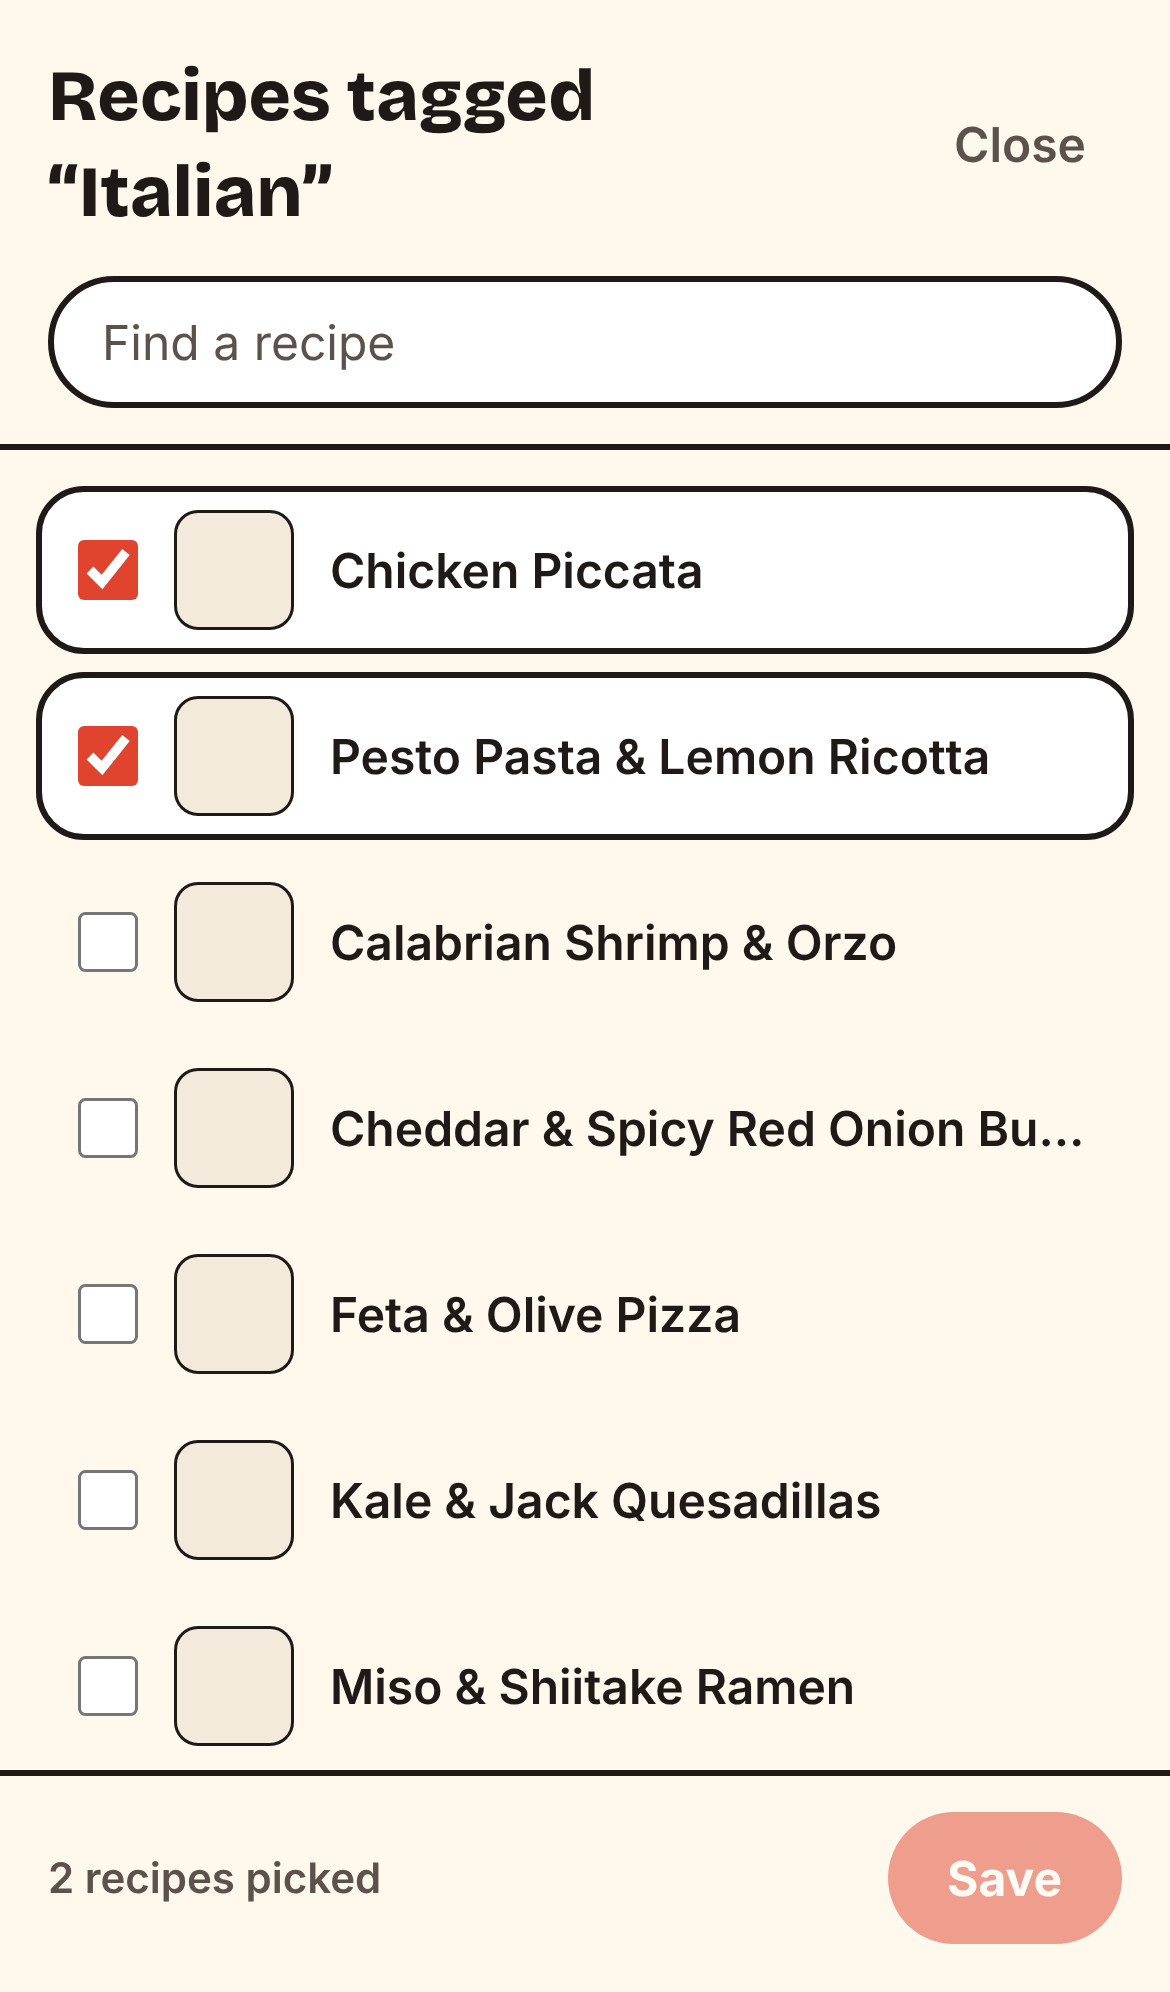 Recipes tagged
“Italian”
Close
Find a recipe
Chicken Piccata
Pesto Pasta & Lemon Ricotta
Calabrian Shrimp & Orzo
Cheddar & Spicy Red Onion Bu...
Feta & Olive Pizza
Kale & Jack Quesadillas
Miso & Shiitake Ramen
2 recipes picked
Save